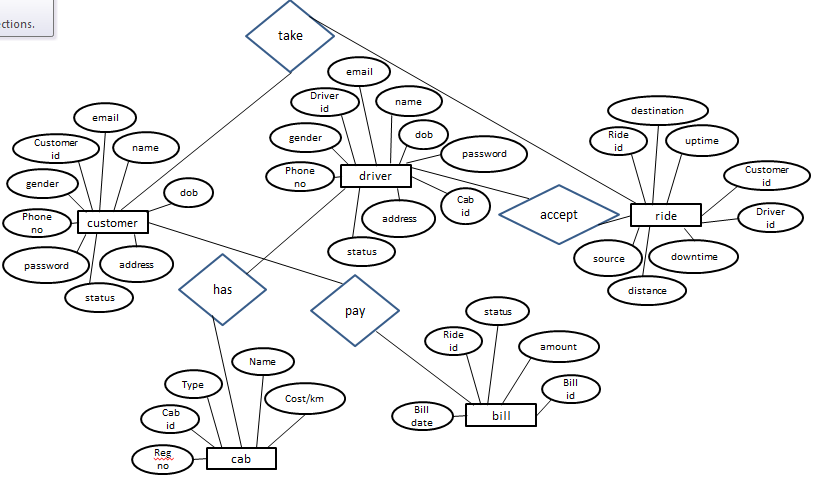 ctions.
take
email
Driver
id
name
gender
dob
password
Phone
no
driver
Cab
id
address
status
email
Customer
id
name
gender
dob
Phone
no
customer
password
address
status
destination
Ride
id
uptime
Customer
id
accept
ride
Driver
id
source
downtime
distance
has
pay
Name
Type
Cost/km
Cab
id
Reg
no
cab
status
Ride
id
amount
Bill
id
Bill
date
bill